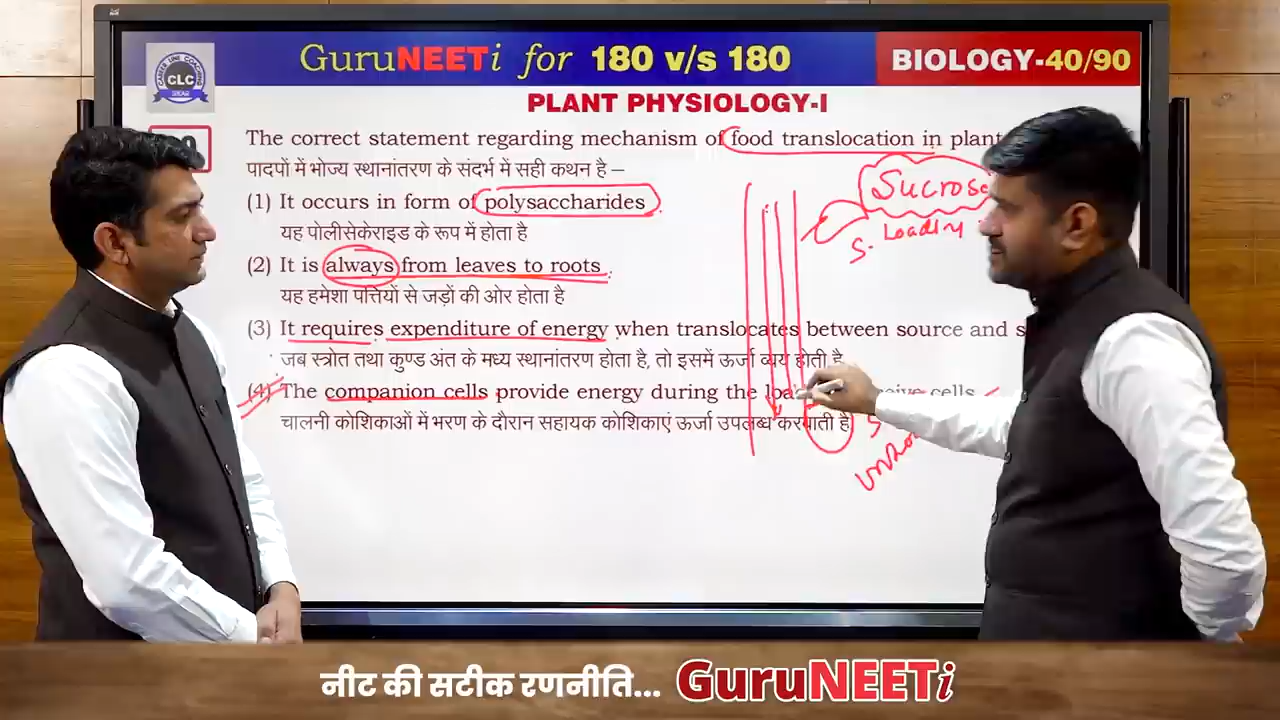 GuruNEETi for 180 v/s 180
BIOLOGY-40/90
CLC
PLANT PHYSIOLOGY-I
The correct statement regarding mechanism of food translocation in plant
पादपों में भोज्य स्थानांतरण के संदर्भ में सही कथन है –
(1) It occurs in form of polysaccharides
यह पोलीसेकेराइड के रूप में होता है
(2) It is always from leaves to roots
यह हमेशा पत्तियों से जड़ों की ओर होता है
(3) It requires expenditure of energy when translocates between source and
जब स्त्रोत तथा कुण्ड अंत के मध्य स्थानांतरण होता है, तो इसमें ऊर्जा व्यय होती है
(4) The companion cells provide energy during the cells
चालनी कोशिकाओं में भरण के दौरान सहायक कोशिकाएं ऊर्जा उपलब्ध करवाती है
Sucrose
S. Loading
S
नीट की सटीक रणनीति... GuruNEETi